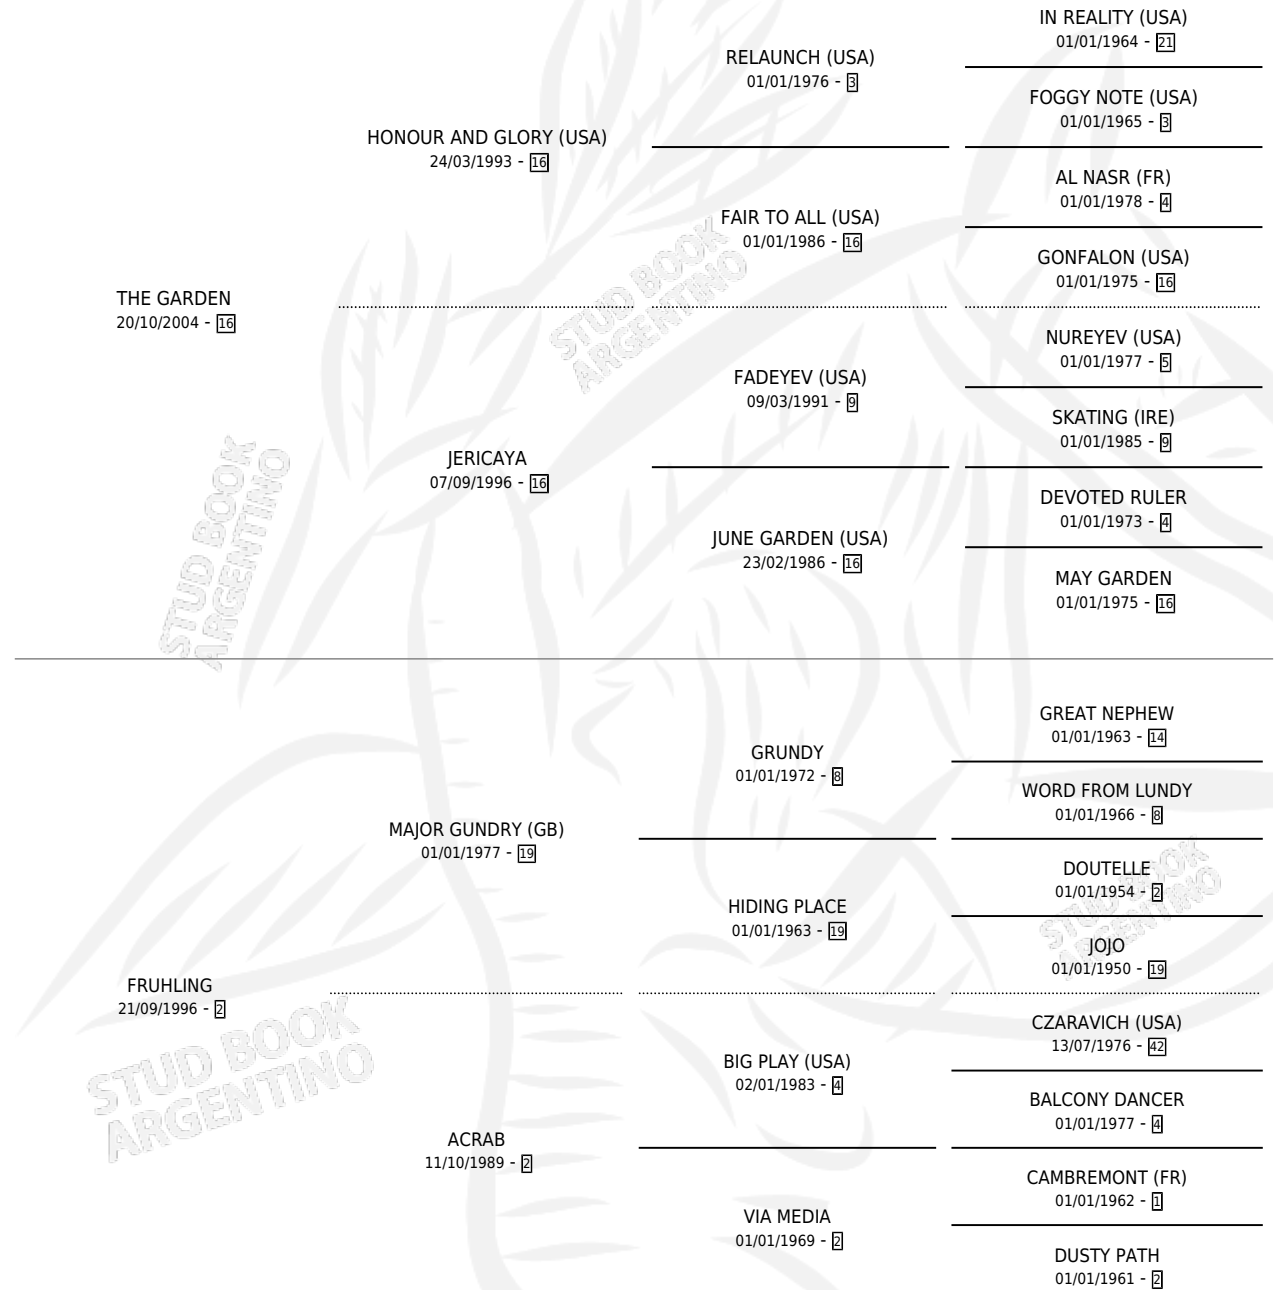 THE GARDEN
20/10/2004 - 16
HONOUR AND GLORY (USA)
24/03/1993 - 16
RELAUNCH (USA)
01/01/1976 - 3
IN REALITY (USA)
01/01/1964 - 21
FOGGY NOTE (USA)
01/01/1965 - 3
FAIR TO ALL (USA)
01/01/1986 - 16
AL NASR (FR)
01/01/1978 - 4
GONFALON (USA)
01/01/1975 - 16
JERICAYA
07/09/1996 - 16
FADEYEV (USA)
09/03/1991 - 9
NUREYEV (USA)
01/01/1977 - 5
SKATING (IRE)
01/01/1985 - 9
JUNE GARDEN (USA)
23/02/1986 - 16
DEVOTED RULER
01/01/1973 - 4
MAY GARDEN
01/01/1975 - 16
FRUHLING
21/09/1996 - 2
MAJOR GUNDRY (GB)
01/01/1977 - 19
GRUNDY
01/01/1972 - 8
GREAT NEPHEW
01/01/1963 - 14
WORD FROM LUNDY
01/01/1966 - 8
HIDING PLACE
01/01/1963 - 19
DOUTELLE
01/01/1954 - 2
JOJO
01/01/1950 - 19
ACRAB
11/10/1989 - 2
BIG PLAY (USA)
02/01/1983 - 4
CZARAVICH (USA)
13/07/1976 - 42
BALCONY DANCER
01/01/1977 - 4
VIA MEDIA
01/01/1969 - 2
CAMBREMONT (FR)
01/01/1962 - 1
DUSTY PATH
01/01/1961 - 2
STUD BOOK
ARGENTINO
STUD BOOK
ARGENTINO
STUD BOOK
ARGENTINO
STUD BOOK
ARGENTINO